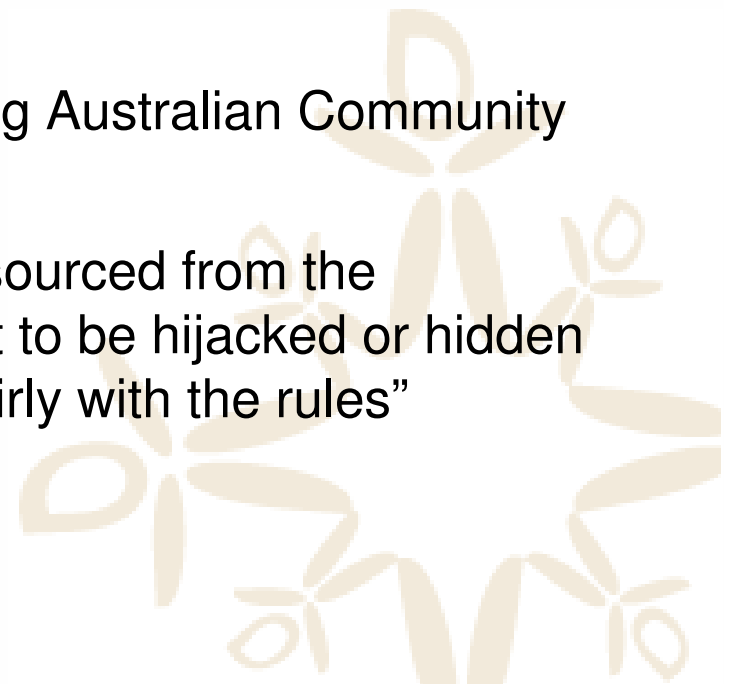 g Australian Community
sourced from the
t to be hijacked or hidden
irly with the rules”